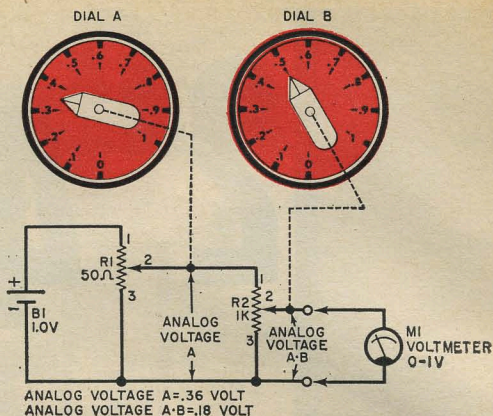 DIAL A
DIAL B
.6
.5
.7
.4
.8
.3
.9
.2
1
.1
0
.6
.5
.7
.4
.8
.3
.9
.2
1
.1
0
1
R1
50Ω
2
3
+
-
B1
1.0V
ANALOG
VOLTAGE
A
1
R2
1K
2
3
ANALOG
VOLTAGE
A·B
M1
VOLTMETER
0-1V
ANALOG VOLTAGE A=.36 VOLT
ANALOG VOLTAGE A·B=.18 VOLT